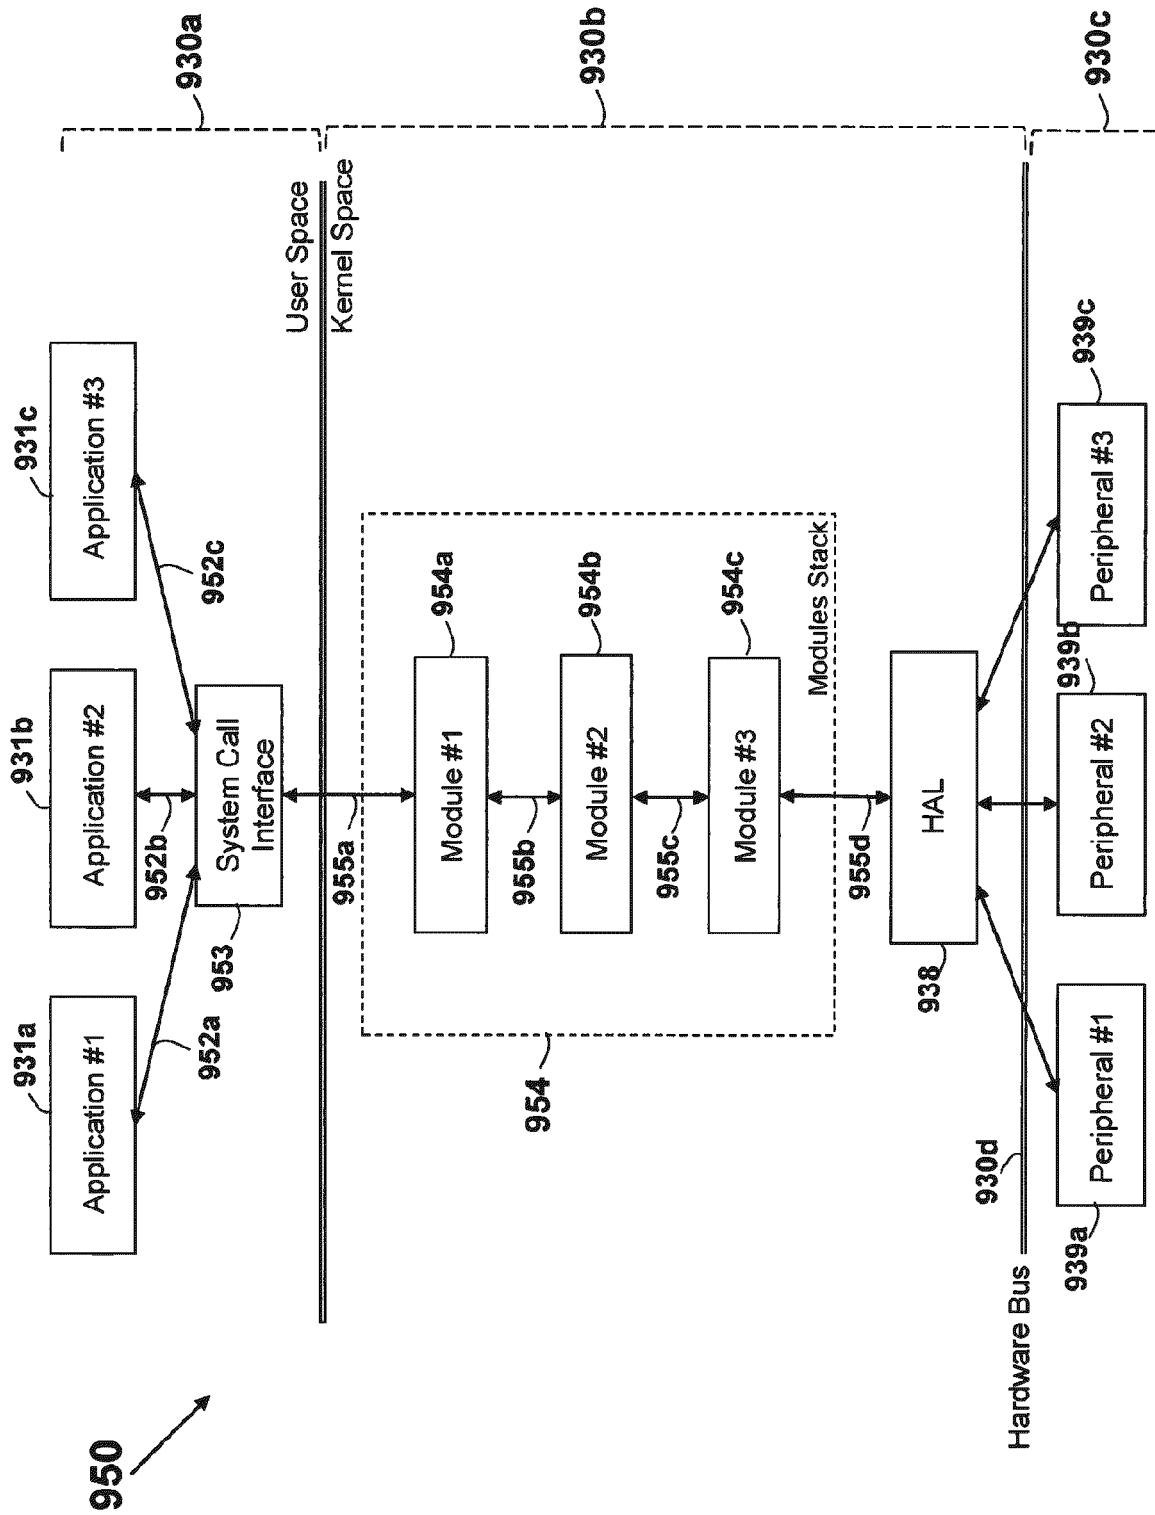 950
931a
Application #1
931b
Application #2
931c
Application #3
930a
952a
952b
952c
953
System Call
Interface
User Space
Kernel Space
955a
930b
954
Module #1
954a
955b
Module #2
954b
955c
Module #3
954c
Modules Stack
955d
938
HAL
930d
Hardware Bus
939a
Peripheral #1
939b
Peripheral #2
939c
Peripheral #3
930c